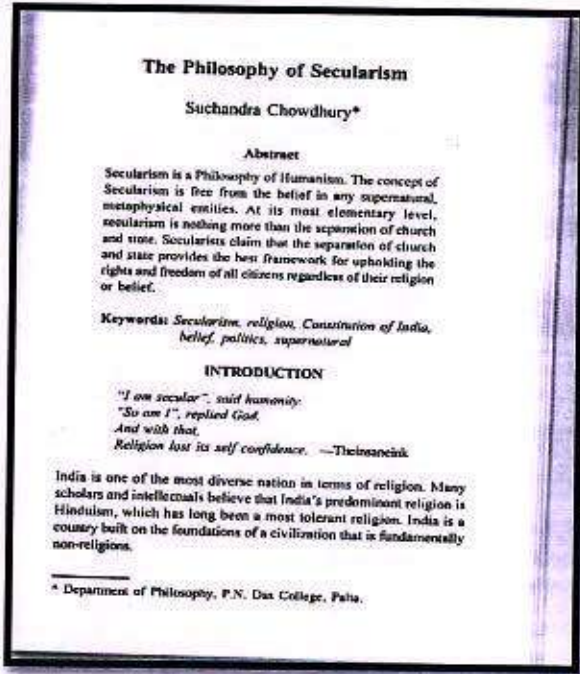 The Philosophy of Secularism
Suchandra Chowdhury*
Abstract
Secularism is a Philosophy of Humanism. The concept of
Secularism is free from the belief in any supernatural,
metaphysical entities. At its most elementary level,
secularism is nothing more than the separation of church
and state. Secularists claim that the separation of church
and state provides the best framework for upholding the
rights and freedom of all citizens regardless of their religion
or belief.
Keywords: Secularism, religion, Constitution of India,
belief, politics, supernatural
INTRODUCTION
"I am secular", said humanity.
"So am I", replied God.
And with that,
Religion lost its self confidence. —Theinsaneink
India is one of the most diverse nation in terms of religion. Many
scholars and intellectuals believe that India's predominant religion is
Hinduism, which has long been a most tolerant religion. India is a
country built on the foundations of a civilization that is fundamentally
non-religions.
* Department of Philosophy, P.N. Das College, Palta.